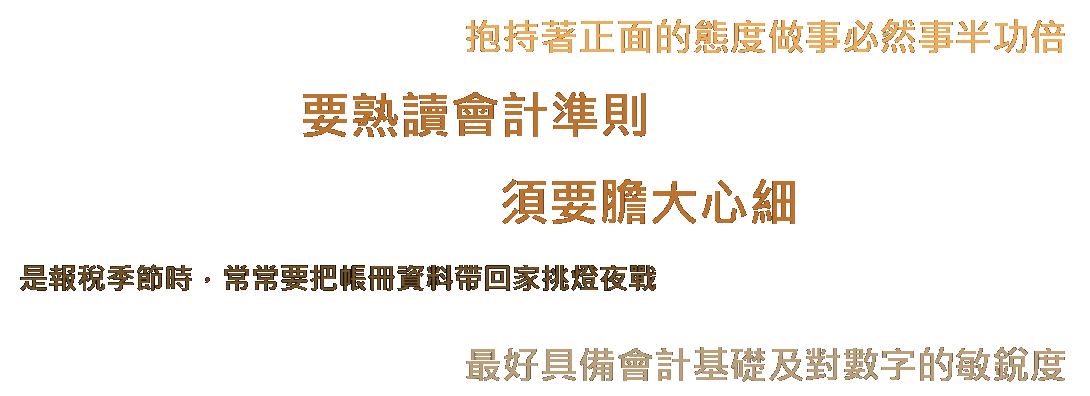 抱持著正面的態度做事必然事半功倍
要熟讀會計準則
須要膽大心細
是報稅季節時，常常要把帳冊資料帶回家挑燈夜戰
最好具備會計基礎及對數字的敏銳度